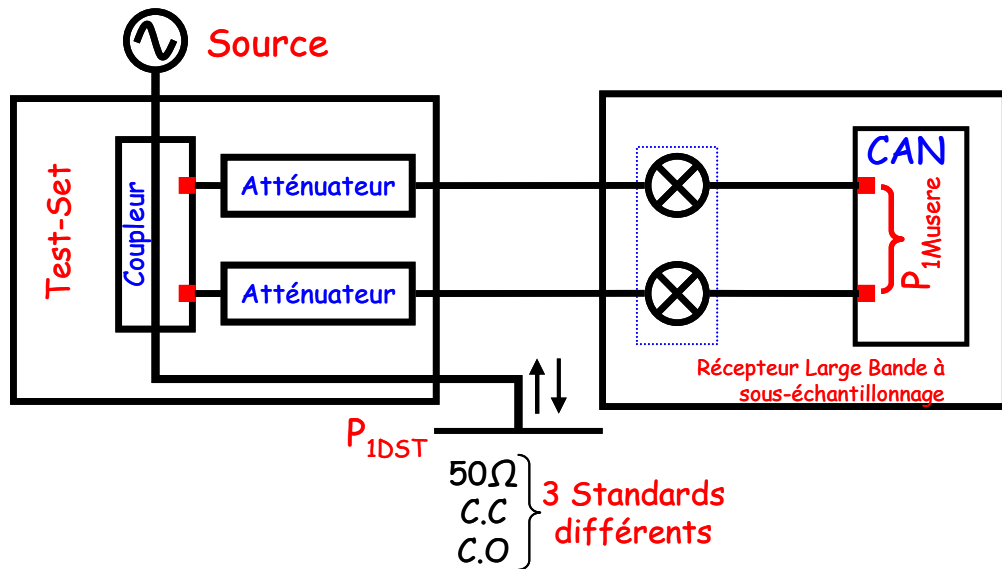 Source
Test-Set
Coupleur
Atténuateur
Atténuateur
CAN
P1Musere
Récepteur Large Bande à
sous-échantillonnage
P1DST
50Ω
C.C
C.O
3 Standards
différents